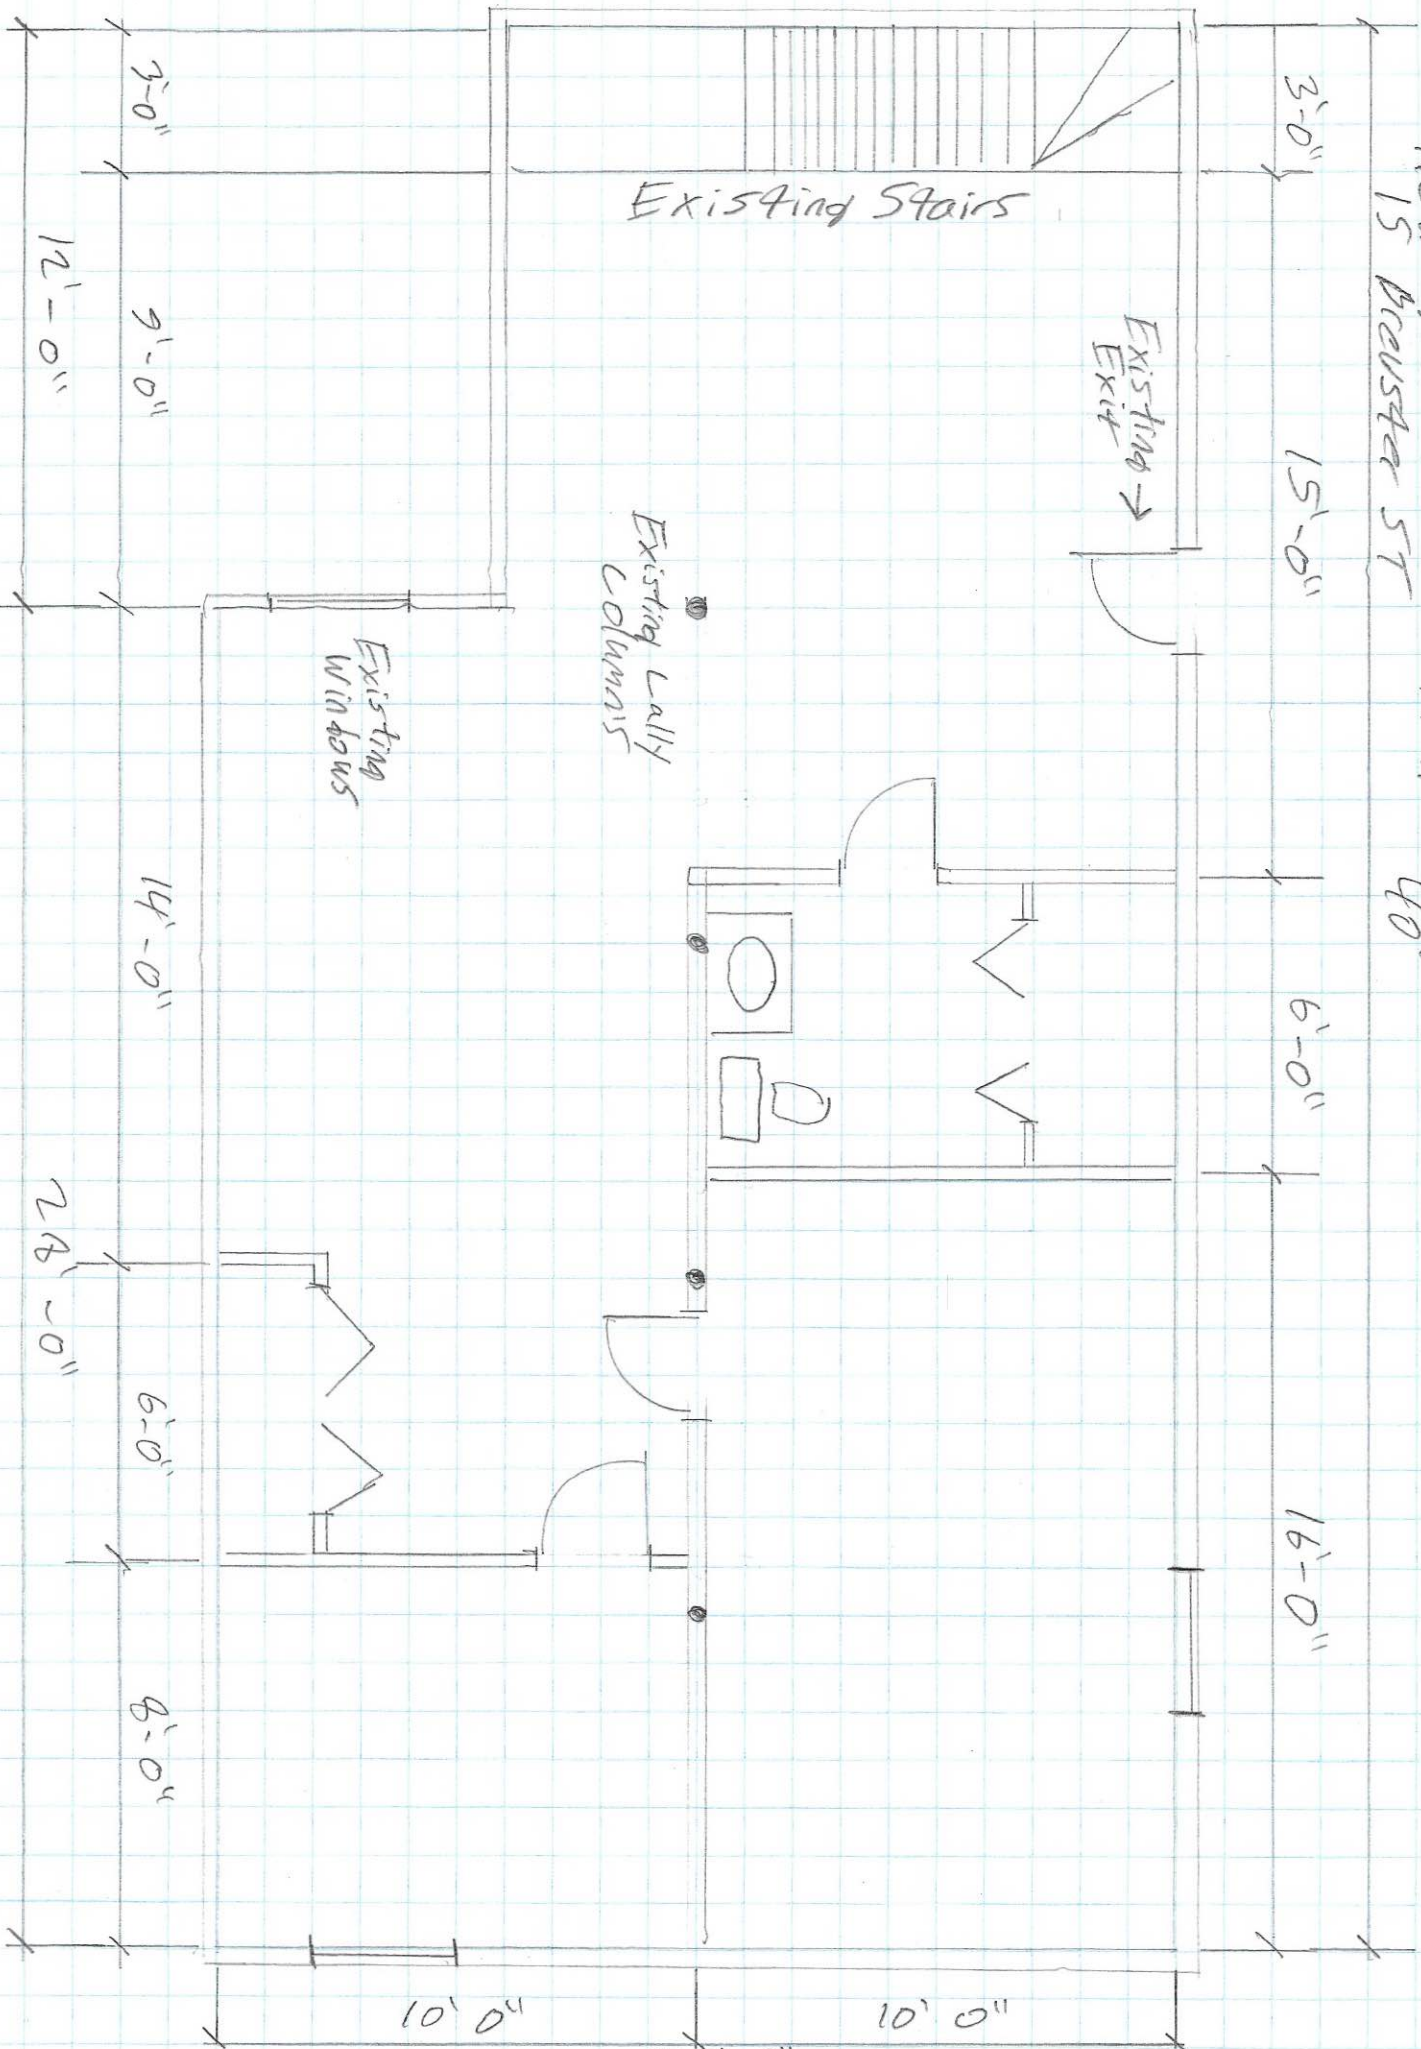 15 Brewster ST
40'
3'-0"
15'-0"
6'-0"
16'-0"
Existing Stairs
Existing →
Exit
Existing Lally
Columns
Existing
Windows
3'-0"
9'-0"
14'-0"
6'-0"
8'-0"
12'-0"
28'-0"
10' 0"
10' 0"